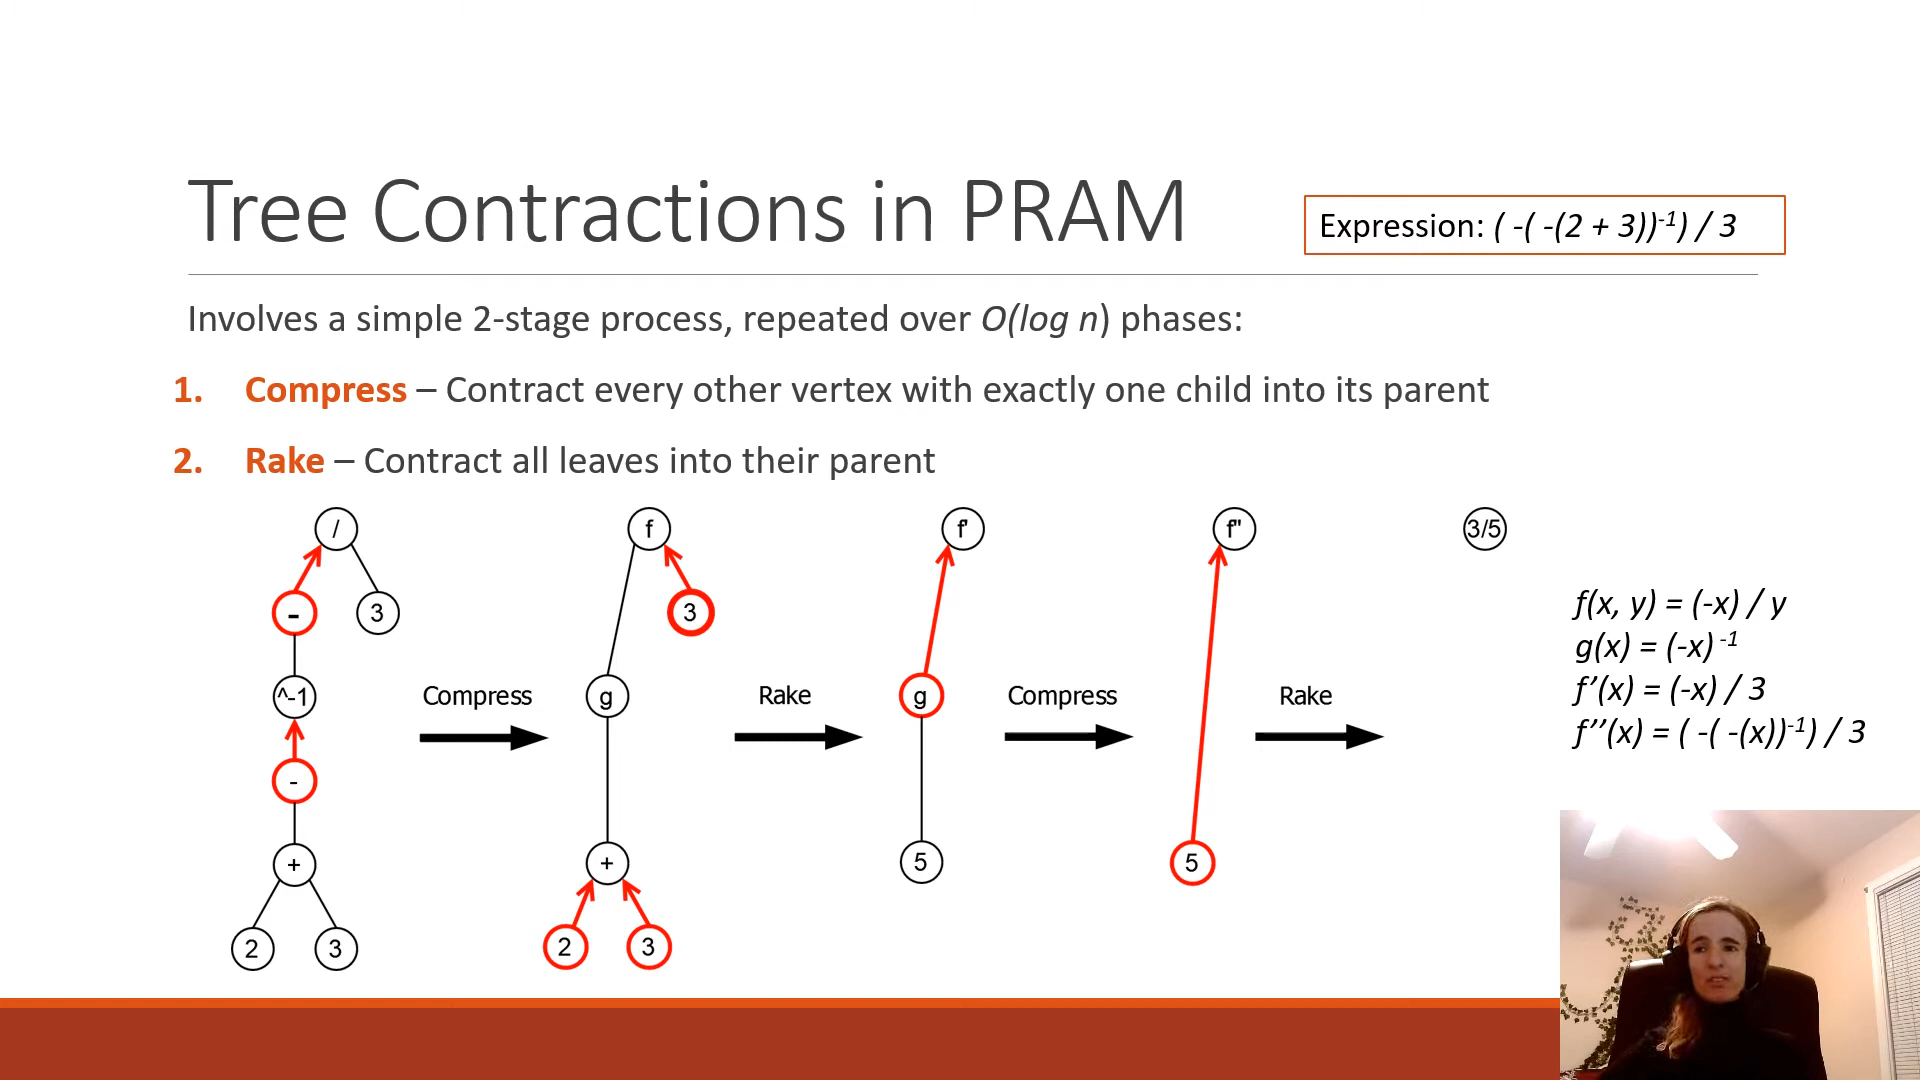 Tree Contractions in PRAM
Expression: ( -( -(2 + 3))-1) / 3
Involves a simple 2-stage process, repeated over O(log n) phases:
1. Compress – Contract every other vertex with exactly one child into its parent
2. Rake – Contract all leaves into their parent
/
-
3
^-1
-
+
2
3
Compress
f
3
g
+
2
3
Rake
f'
g
5
Compress
f"
5
Rake
3/5
f(x, y) = (-x) / y
g(x) = (-x) -1
f’(x) = (-x) / 3
f’’(x) = ( -( -(x))-1) / 3